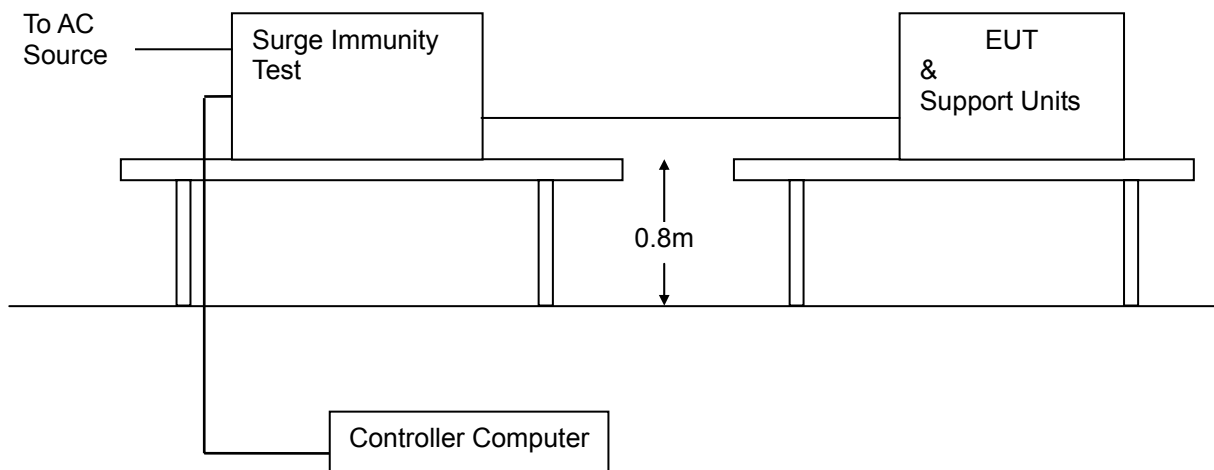 To AC
Source
Surge Immunity
Test
EUT
&
Support Units
0.8m
Controller Computer